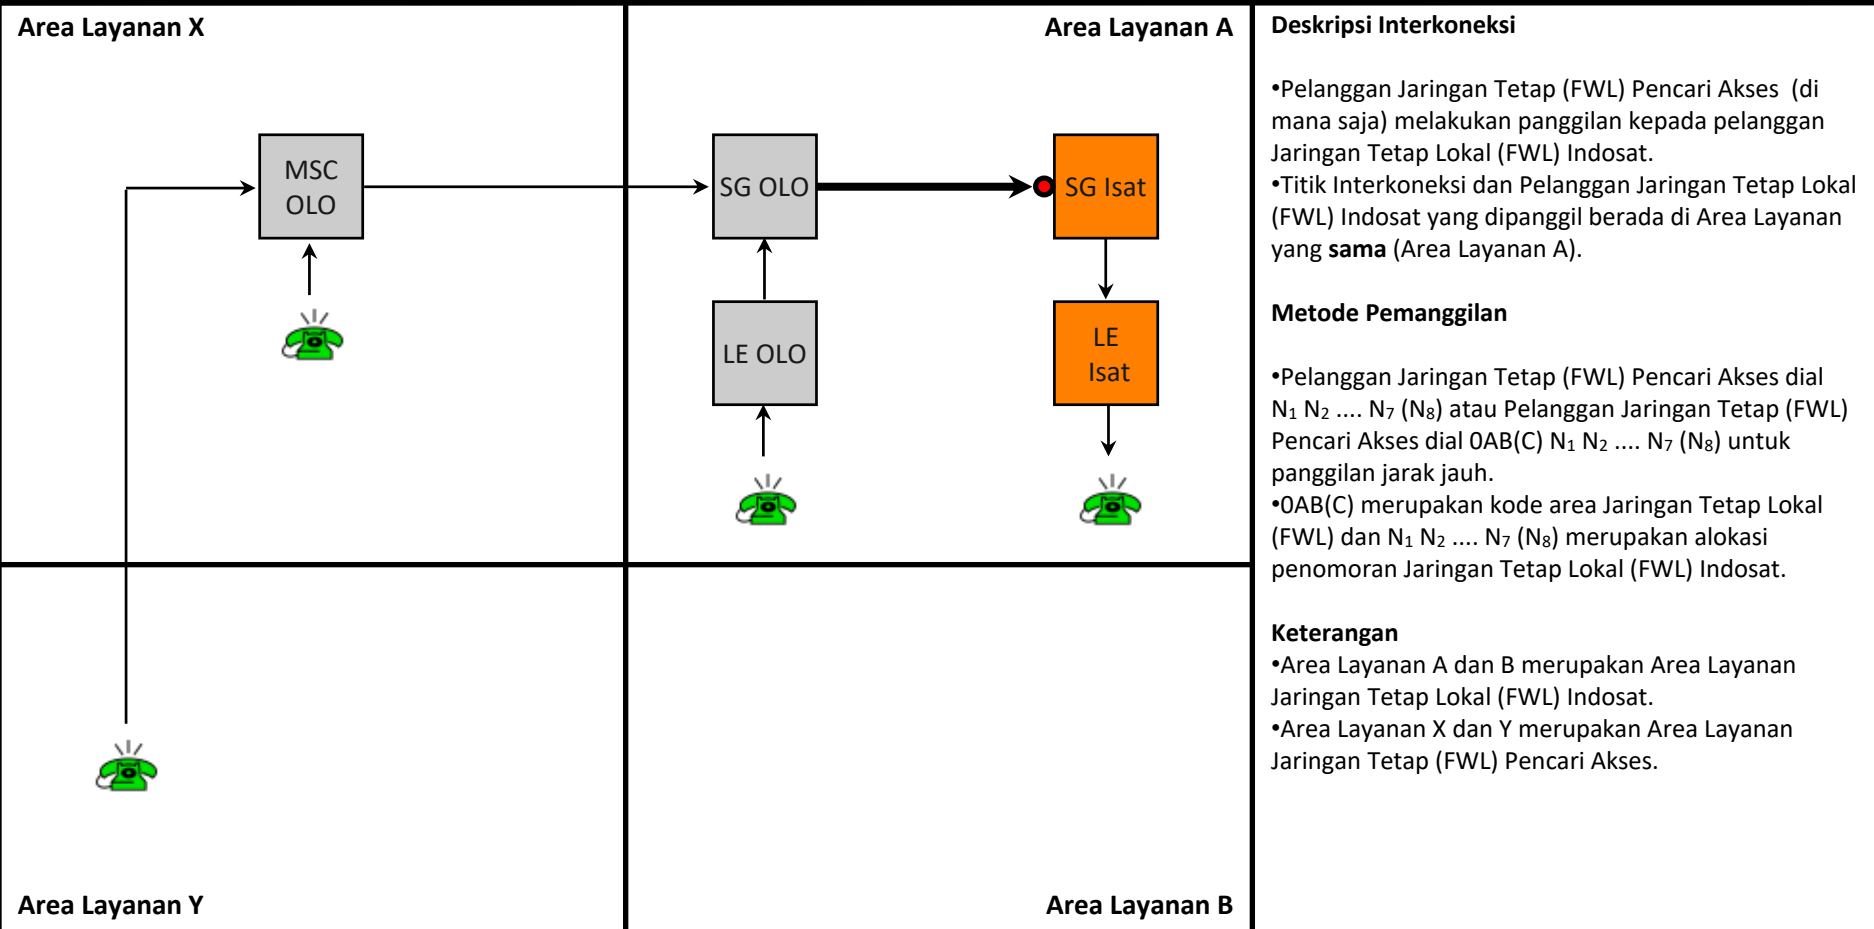 Area Layanan X
Area Layanan A
MSC
OLO
SG OLO
SG Isat
LE OLO
LE
Isat
Area Layanan Y
Area Layanan B
Deskripsi Interkoneksi
•Pelanggan Jaringan Tetap (FWL) Pencari Akses  (di
mana saja) melakukan panggilan kepada pelanggan
Jaringan Tetap Lokal (FWL) Indosat.
•Titik Interkoneksi dan Pelanggan Jaringan Tetap Lokal
(FWL) Indosat yang dipanggil berada di Area Layanan
yang sama (Area Layanan A).
Metode Pemanggilan
•Pelanggan Jaringan Tetap (FWL) Pencari Akses dial
N₁ N₂ .... N₇ (N₈) atau Pelanggan Jaringan Tetap (FWL)
Pencari Akses dial 0AB(C) N₁ N₂ .... N₇ (N₈) untuk
panggilan jarak jauh.
•0AB(C) merupakan kode area Jaringan Tetap Lokal
(FWL) dan N₁ N₂ .... N₇ (N₈) merupakan alokasi
penomoran Jaringan Tetap Lokal (FWL) Indosat.
Keterangan
•Area Layanan A dan B merupakan Area Layanan
Jaringan Tetap Lokal (FWL) Indosat.
•Area Layanan X dan Y merupakan Area Layanan
Jaringan Tetap (FWL) Pencari Akses.